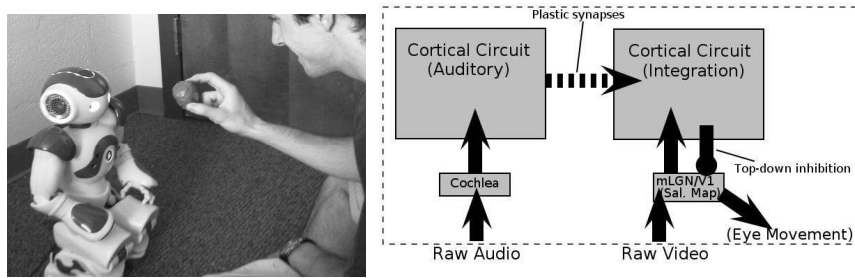 Plastic synapses
Cortical Circuit
(Auditory)
Cortical Circuit
(Integration)
Top-down inhibition
Cochlea
mLGN/V1
(Sal. Map)
(Eye Movement)
Raw Audio
Raw Video